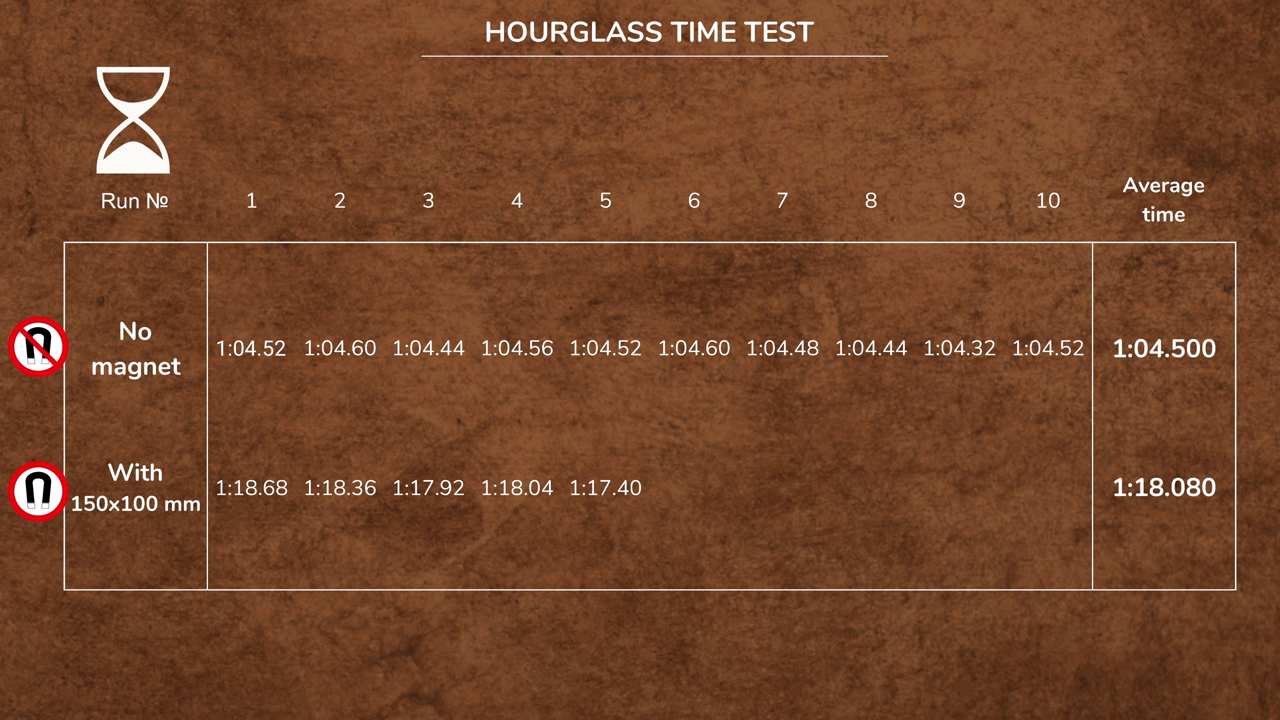 HOURGLASS TIME TEST
Run № 1 2 3 4 5 6 7 8 9 10 Average time
No magnet 1:04.52 1:04.60 1:04.44 1:04.56 1:04.52 1:04.60 1:04.48 1:04.44 1:04.32 1:04.52 1:04.500
With 150x100 mm 1:18.68 1:18.36 1:17.92 1:18.04 1:17.40 1:18.080